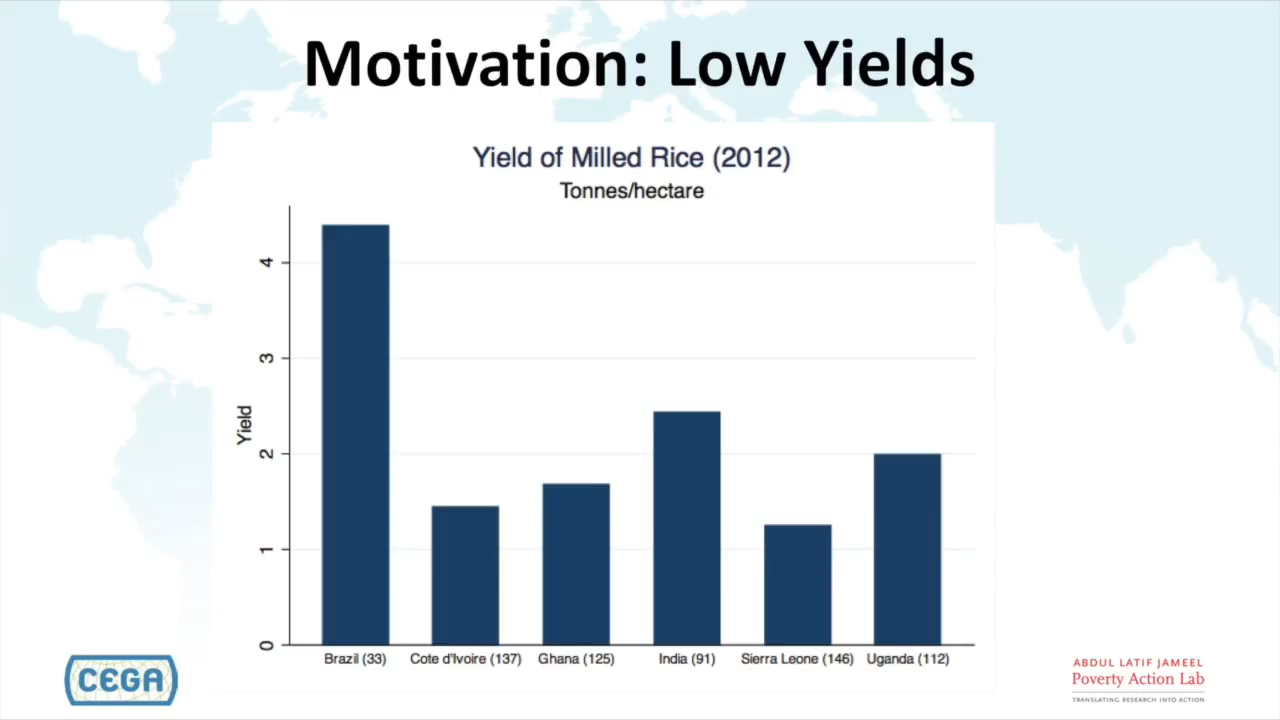 Motivation: Low Yields
Yield of Milled Rice (2012)
Tonnes/hectare
Yield
4
3
2
1
0
Brazil (33) Cote d'Ivoire (137) Ghana (125) India (91) Sierra Leone (146) Uganda (112)
CEGA
ABDUL LATIF JAMEEL
Poverty Action Lab
TRANSLATING RESEARCH INTO ACTION